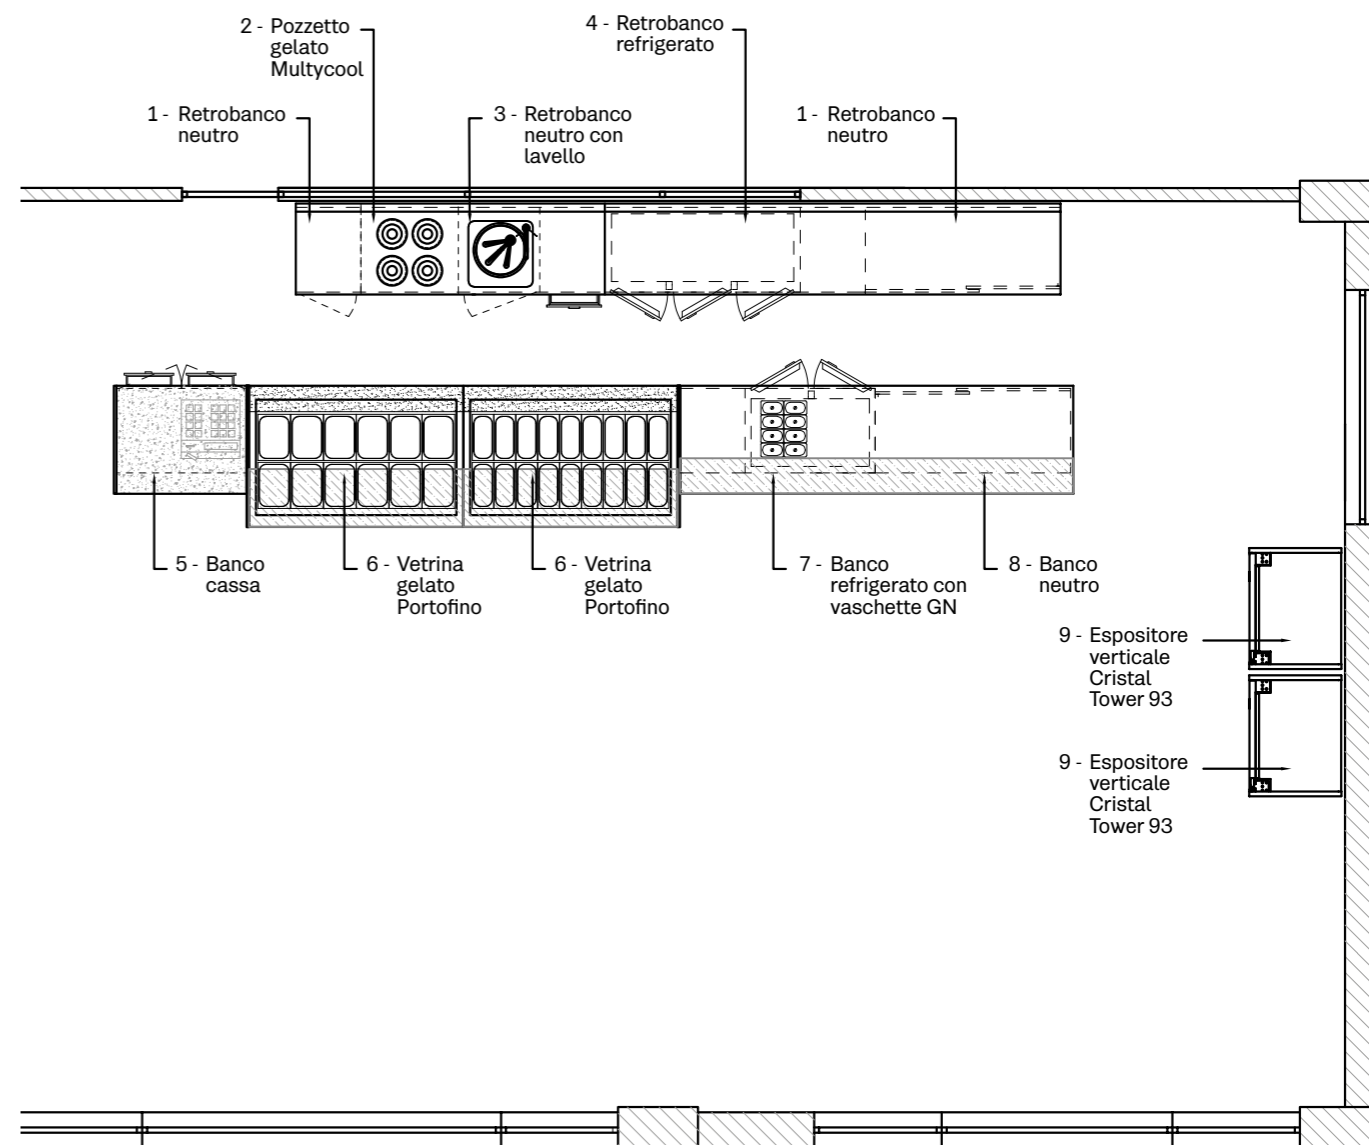 2 - Pozzetto
gelato
Multycool
4 - Retrobanco
refrigerato
1 - Retrobanco
neutro
3 - Retrobanco
neutro con
lavello
1 - Retrobanco
neutro
5 - Banco
cassa
6 - Vetrina
gelato
Portofino
6 - Vetrina
gelato
Portofino
7 - Banco
refrigerato con
vaschette GN
8 - Banco
neutro
9 - Espositore
verticale
Cristal
Tower 93
9 - Espositore
verticale
Cristal
Tower 93